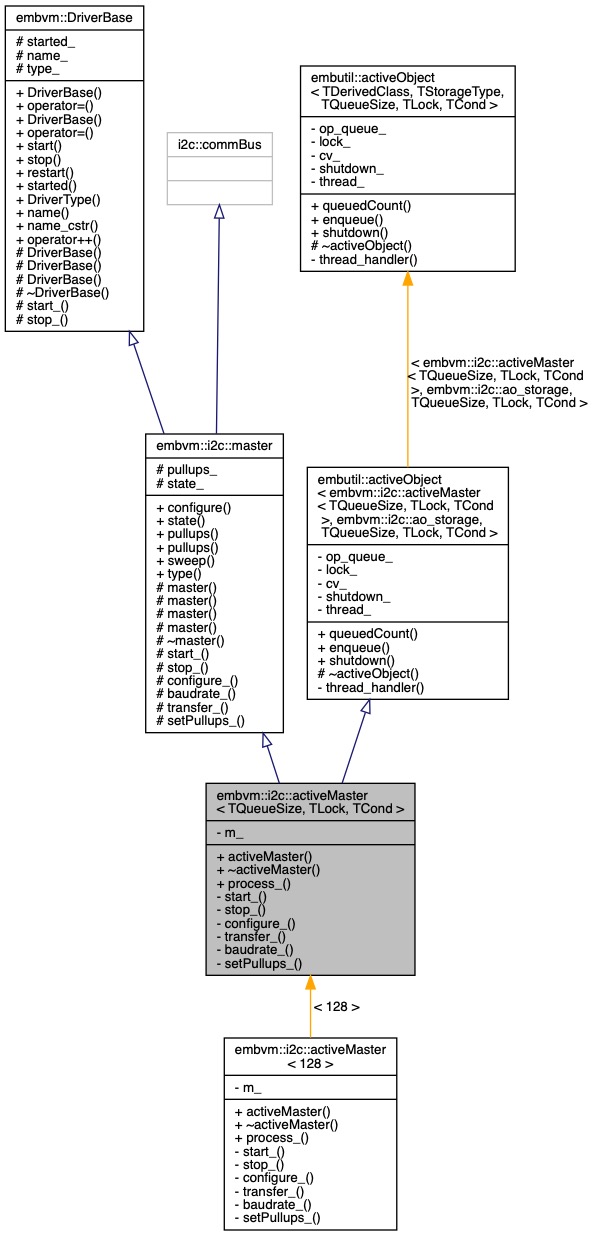 embvm::DriverBase
# started_
# name_
# type_
+ DriverBase()
+ operator=()
+ DriverBase()
+ operator=()
+ start()
+ stop()
+ restart()
+ started()
+ DriverType()
+ name()
+ name_cstr()
+ operator++()
# DriverBase()
# DriverBase()
# DriverBase()
# ~DriverBase()
# start_()
# stop_()
i2c::commBus
embutil::activeObject
< TDerivedClass, TStorageType,
TQueueSize, TLock, TCond >
- op_queue_
- lock_
- cv_
- shutdown_
- thread_
+ queuedCount()
+ enqueue()
+ shutdown()
# ~activeObject()
- thread_handler()
< embvm::i2c::activeMaster
< TQueueSize, TLock, TCond
>, embvm::i2c::ao_storage,
TQueueSize, TLock, TCond >
embvm::i2c::master
# pullups_
# state_
+ configure()
+ state()
+ pullups()
+ pullups()
+ sweep()
+ type()
# master()
# master()
# master()
# master()
# ~master()
# start_()
# stop_()
# configure_()
# baudrate_()
# transfer_()
# setPullups_()
embutil::activeObject
< embvm::i2c::activeMaster
< TQueueSize, TLock, TCond
>, embvm::i2c::ao_storage,
TQueueSize, TLock, TCond >
- op_queue_
- lock_
- cv_
- shutdown_
- thread_
+ queuedCount()
+ enqueue()
+ shutdown()
# ~activeObject()
- thread_handler()
embvm::i2c::activeMaster
< TQueueSize, TLock, TCond >
- m_
+ activeMaster()
+ ~activeMaster()
+ process_()
- start_()
- stop_()
- configure_()
- transfer_()
- baudrate_()
- setPullups_()
< 128 >
embvm::i2c::activeMaster
< 128 >
- m_
+ activeMaster()
+ ~activeMaster()
+ process_()
- start_()
- stop_()
- configure_()
- transfer_()
- baudrate_()
- setPullups_()